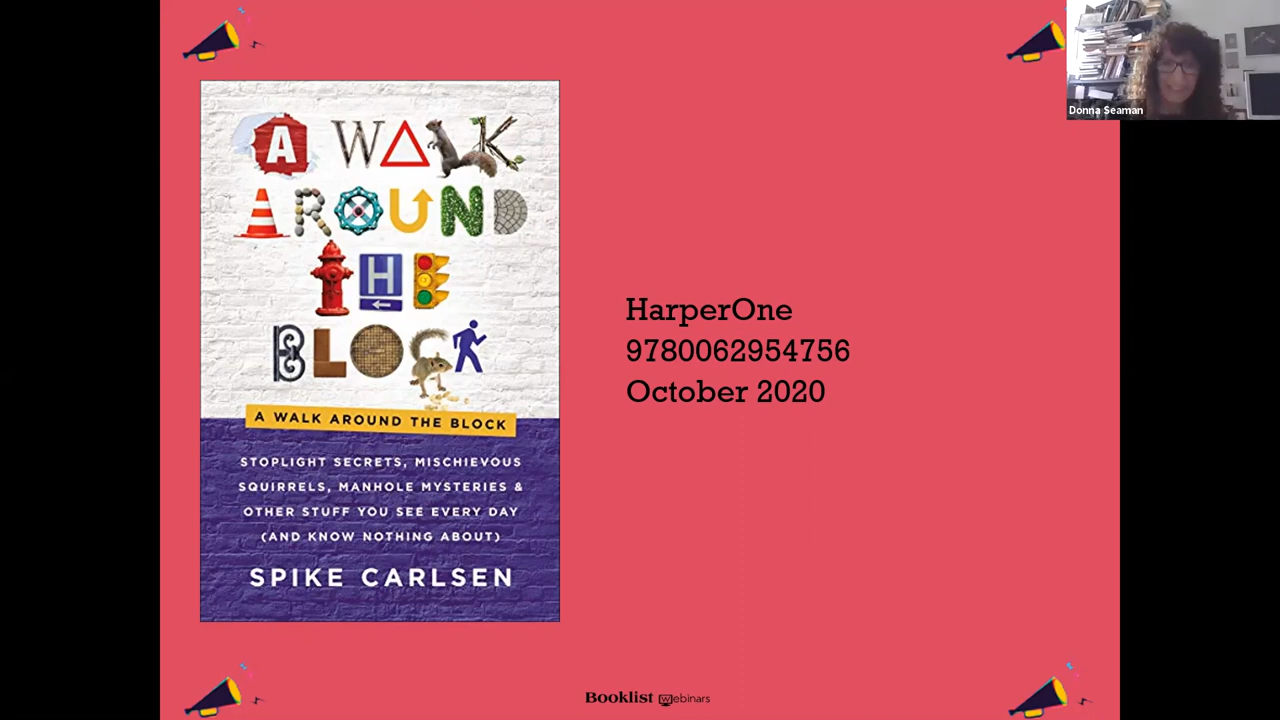 Donna Seaman
A WALK
AROUND
THE
BLOCK
A WALK AROUND THE BLOCK
STOPLIGHT SECRETS, MISCHIEVOUS
SQUIRRELS, MANHOLE MYSTERIES &
OTHER STUFF YOU SEE EVERY DAY
(AND KNOW NOTHING ABOUT)
SPIKE CARLSEN
HarperOne
9780062954756
October 2020
Booklist Webinars